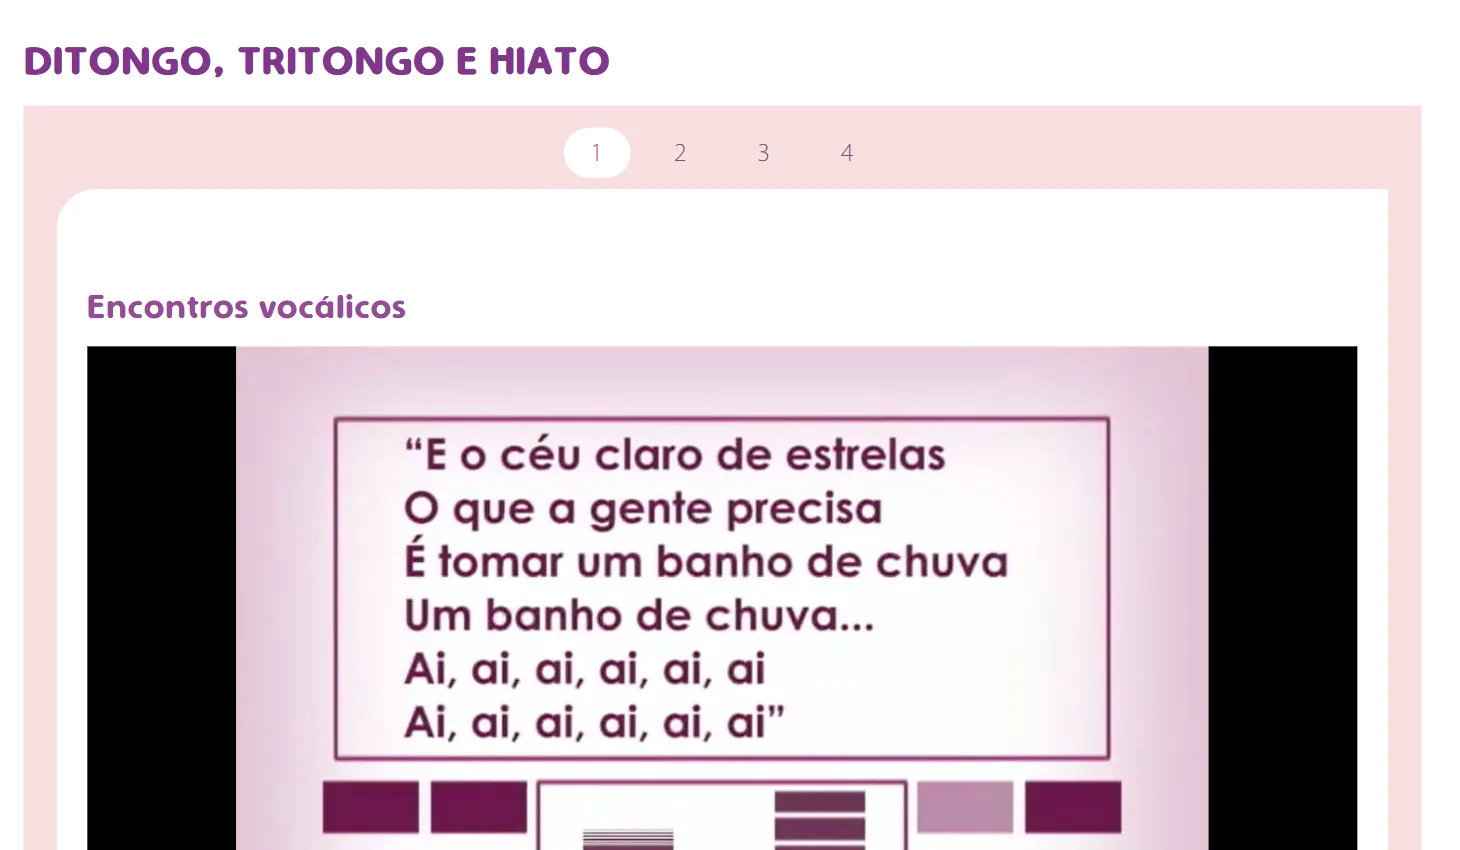 DITONGO, TRITONGO E HIATO
1 2 3 4
Encontros vocálicos
“E o céu claro de estrelas
O que a gente precisa
É tomar um banho de chuva
Um banho de chuva...
Ai, ai, ai, ai, ai, ai
Ai, ai, ai, ai, ai, ai”